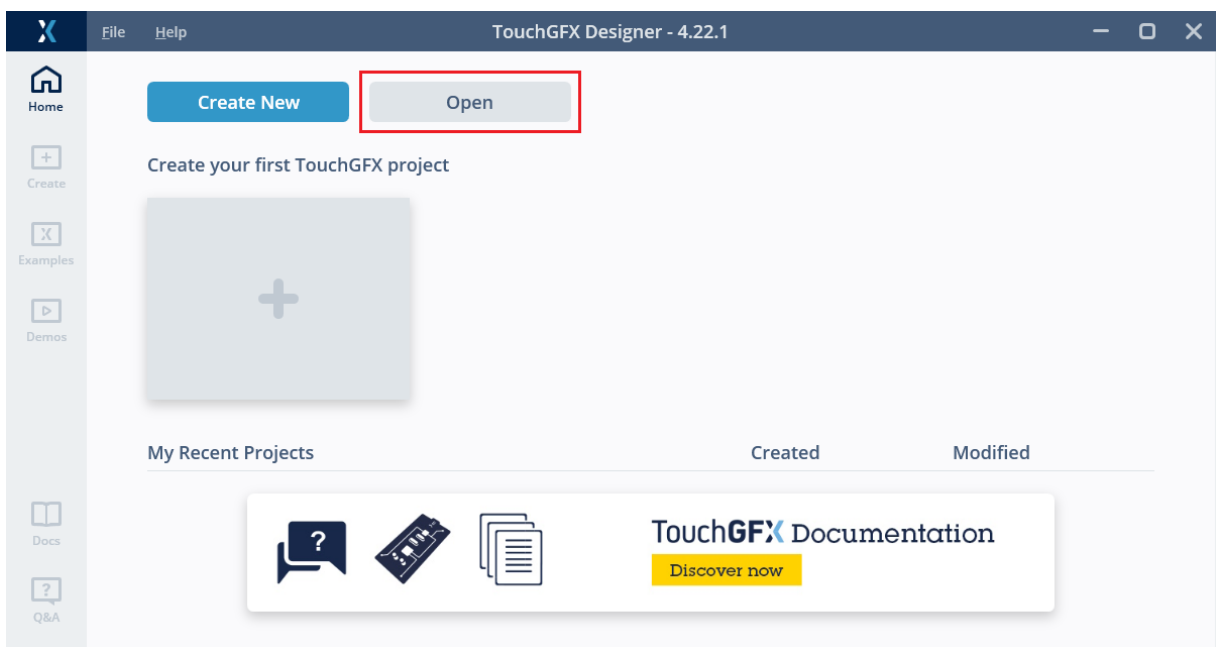 File Help TouchGFX Designer - 4.22.1
Home
Create New Open
Create
Create your first TouchGFX project
Examples
Demos
My Recent Projects Created Modified
Docs
? TouchGFX Documentation
Discover now
?
Q&A